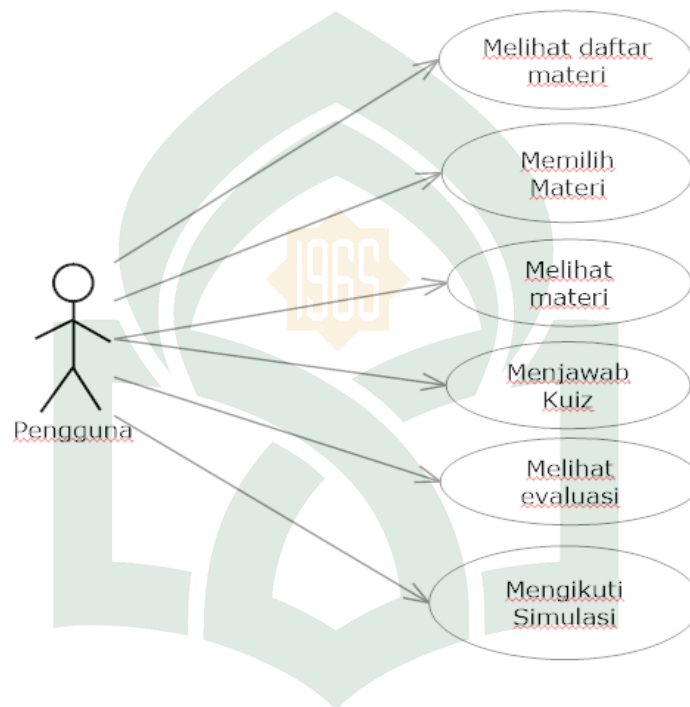 Melihat daftar
materi
Memilih
Materi
1965
Melihat
materi
Menjawab
Kuiz
Pengguna
Melihat
evaluasi
Mengikuti
Simulasi